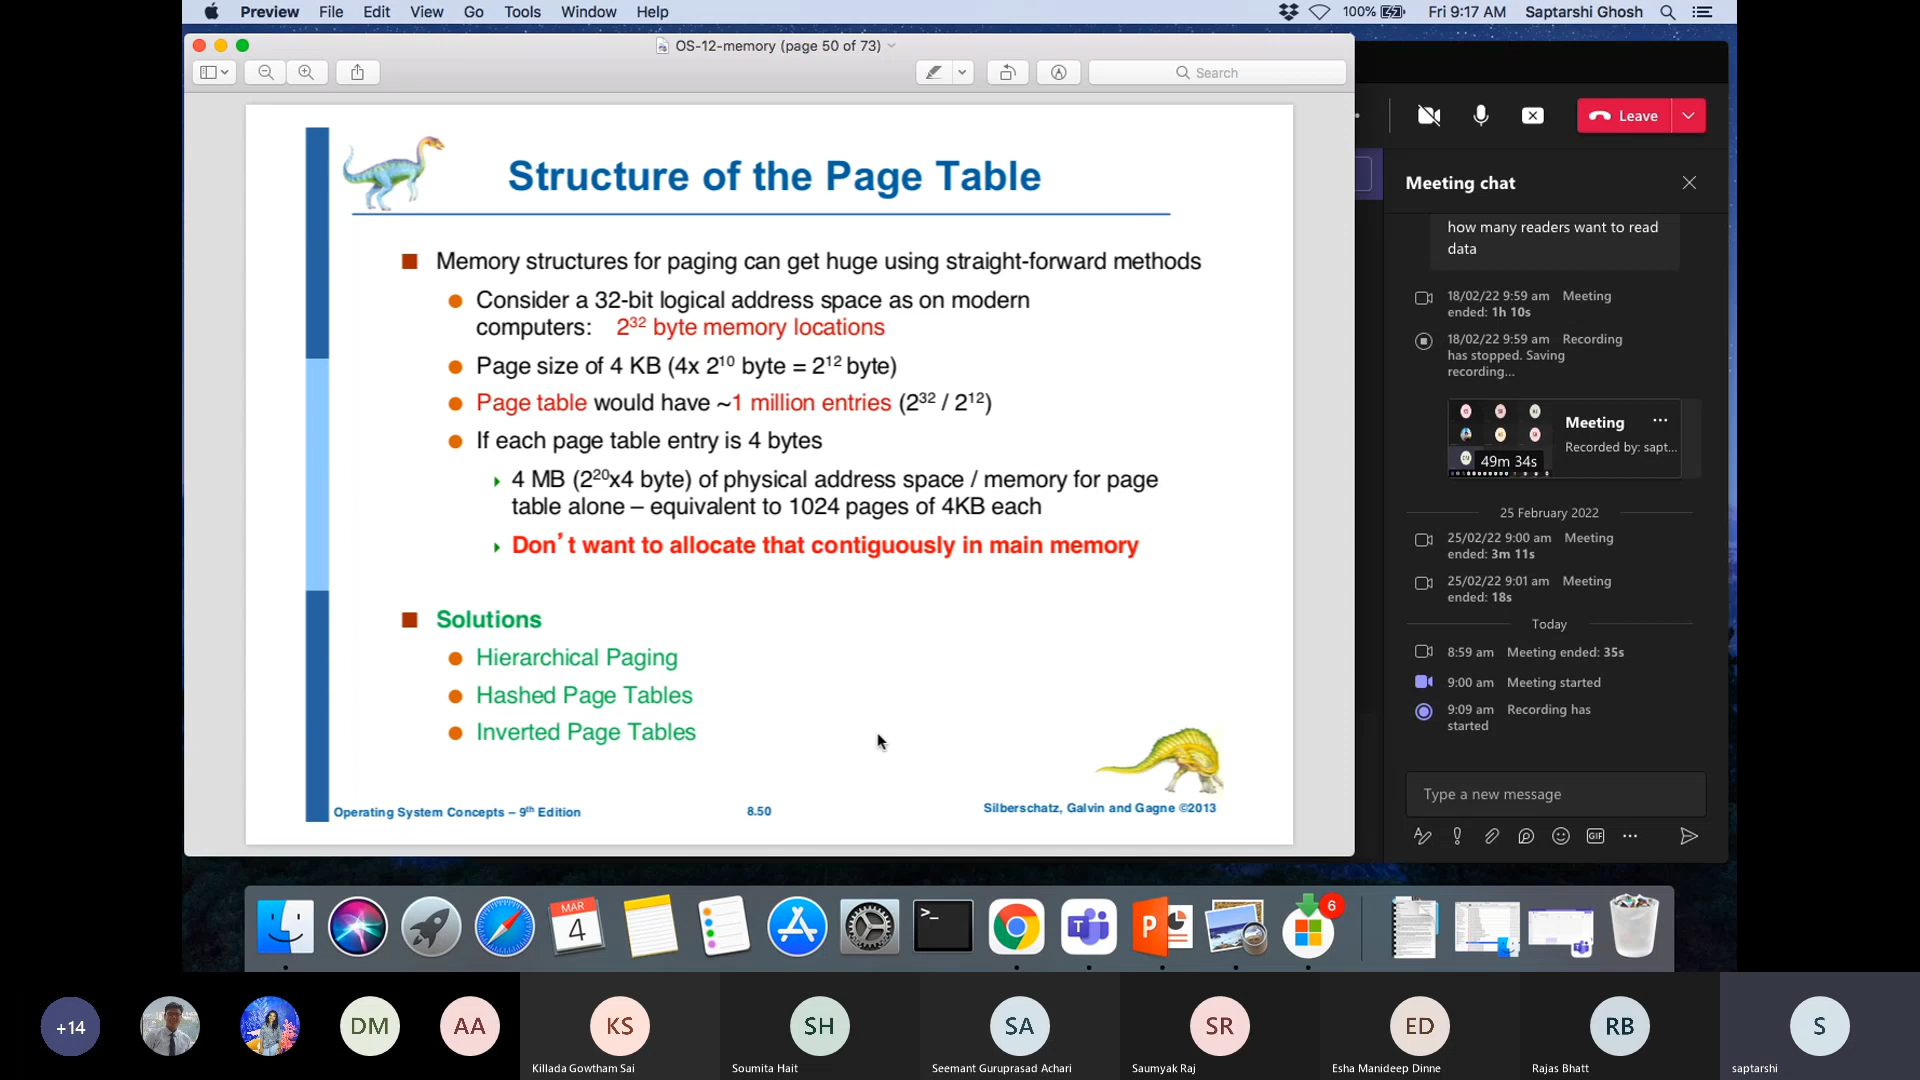 Preview File Edit View Go Tools Window Help
100% Fri 9:17 AM Saptarshi Ghosh
OS-12-memory (page 50 of 73)
Search
Structure of the Page Table
Memory structures for paging can get huge using straight-forward methods
Consider a 32-bit logical address space as on modern
computers: 2³² byte memory locations
Page size of 4 KB (4x 2¹⁰ byte = 2¹² byte)
Page table would have ~1 million entries (2³² / 2¹²)
If each page table entry is 4 bytes
4 MB (2²⁰x4 byte) of physical address space / memory for page
table alone – equivalent to 1024 pages of 4KB each
Don't want to allocate that contiguously in main memory
Solutions
Hierarchical Paging
Hashed Page Tables
Inverted Page Tables
Operating System Concepts – 9th Edition
8.50
Silberschatz, Galvin and Gagne ©2013
Leave
Meeting chat
how many readers want to read
data
18/02/22 9:59 am Meeting
ended: 1h 10s
18/02/22 9:59 am Recording
has stopped. Saving
recording...
Meeting
Recorded by: sapt...
49m 34s
25 February 2022
25/02/22 9:00 am Meeting
ended: 3m 11s
25/02/22 9:01 am Meeting
ended: 18s
Today
8:59 am Meeting ended: 35s
9:00 am Meeting started
9:09 am Recording has
started
Type a new message
GIF
MAR
4
>_
P
6
+14
DM
AA
KS
SH
SA
SR
ED
RB
S
Killada Gowtham Sai
Soumita Hait
Seemant Guruprasad Achari
Saumyak Raj
Esha Manideep Dinne
Rajas Bhatt
saptarshi